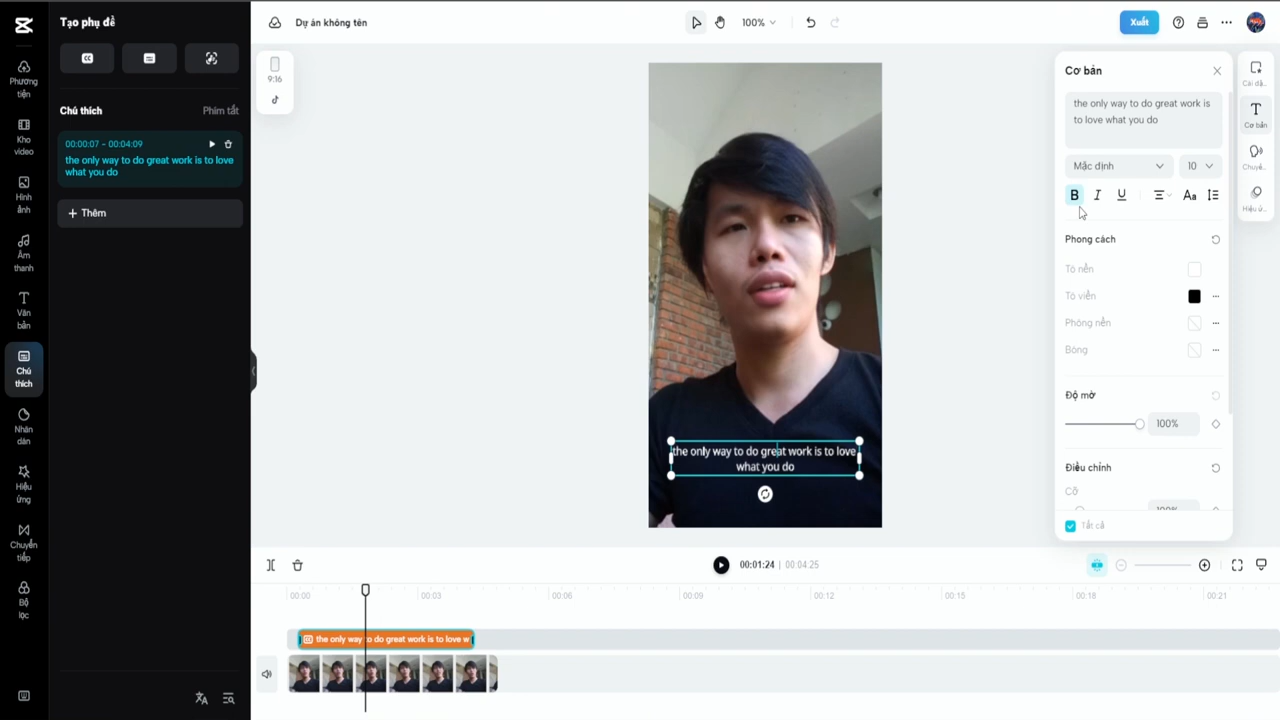 Tạo phụ đề
Dự án không tên
100%
Xuất
Phương tiện
Kho video
Hình ảnh
Âm thanh
Văn bản
Chú thích
Nhãn dán
Hiệu ứng
Chuyển tiếp
Bộ lọc
Chú thích
Phím tắt
00:00:07 - 00:04:09
the only way to do great work is to love
what you do
+ Thêm
9:16
the only way to do great work is to love
what you do
Cơ bản
the only way to do great work is
to love what you do
Mặc định
10
B I U Aa
Phong cách
Tô nền
Tô viền
Phông nền
Bóng
Độ mờ
100%
Điều chỉnh
Cỡ
100%
Tất cả
Cài đặ...
Cơ bản
Chuyể...
Hiệu ứ...
00:01:24 | 00:04:25
00:00
00:03
00:06
00:09
00:12
00:15
00:18
00:21
the only way to do great work is to love w